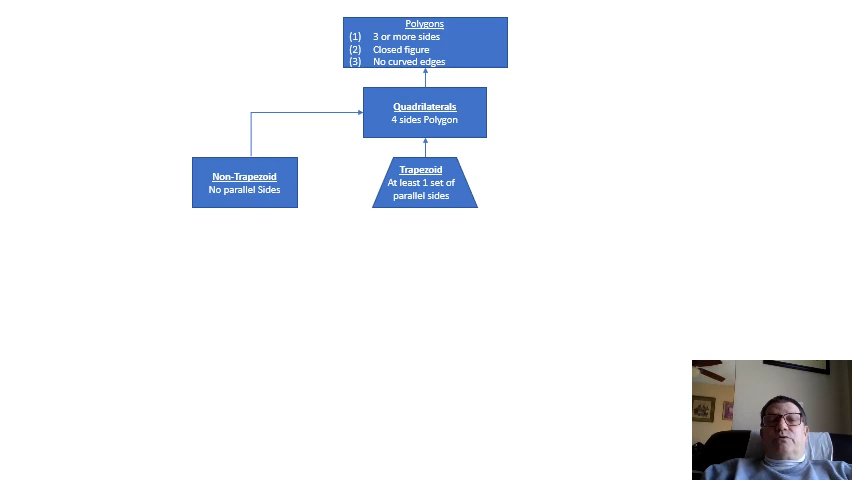 Polygons
(1) 3 or more sides
(2) Closed figure
(3) No curved edges
Quadrilaterals
4 sides Polygon
Non-Trapezoid
No parallel Sides
Trapezoid
At least 1 set of
parallel sides